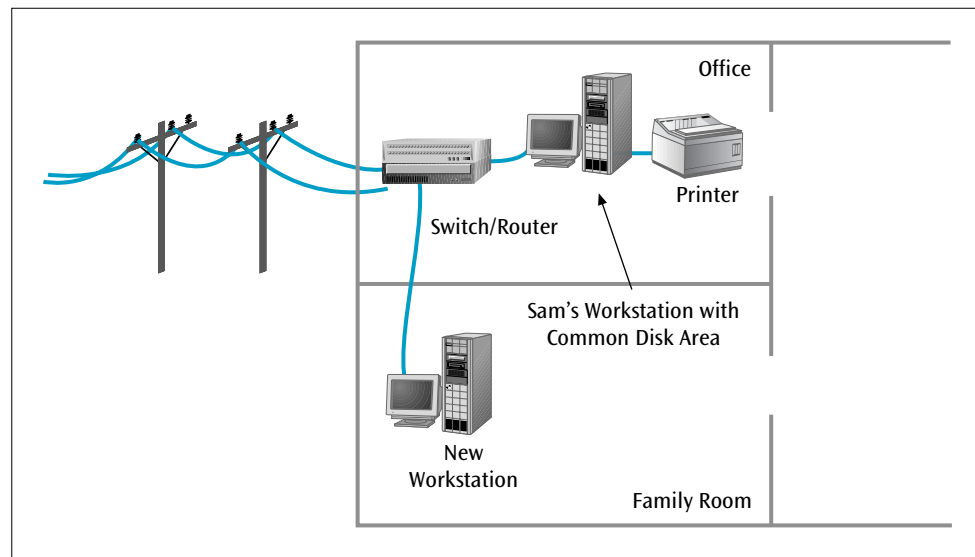 Office
Printer
Switch/Router
Sam's Workstation with
Common Disk Area
New
Workstation
Family Room